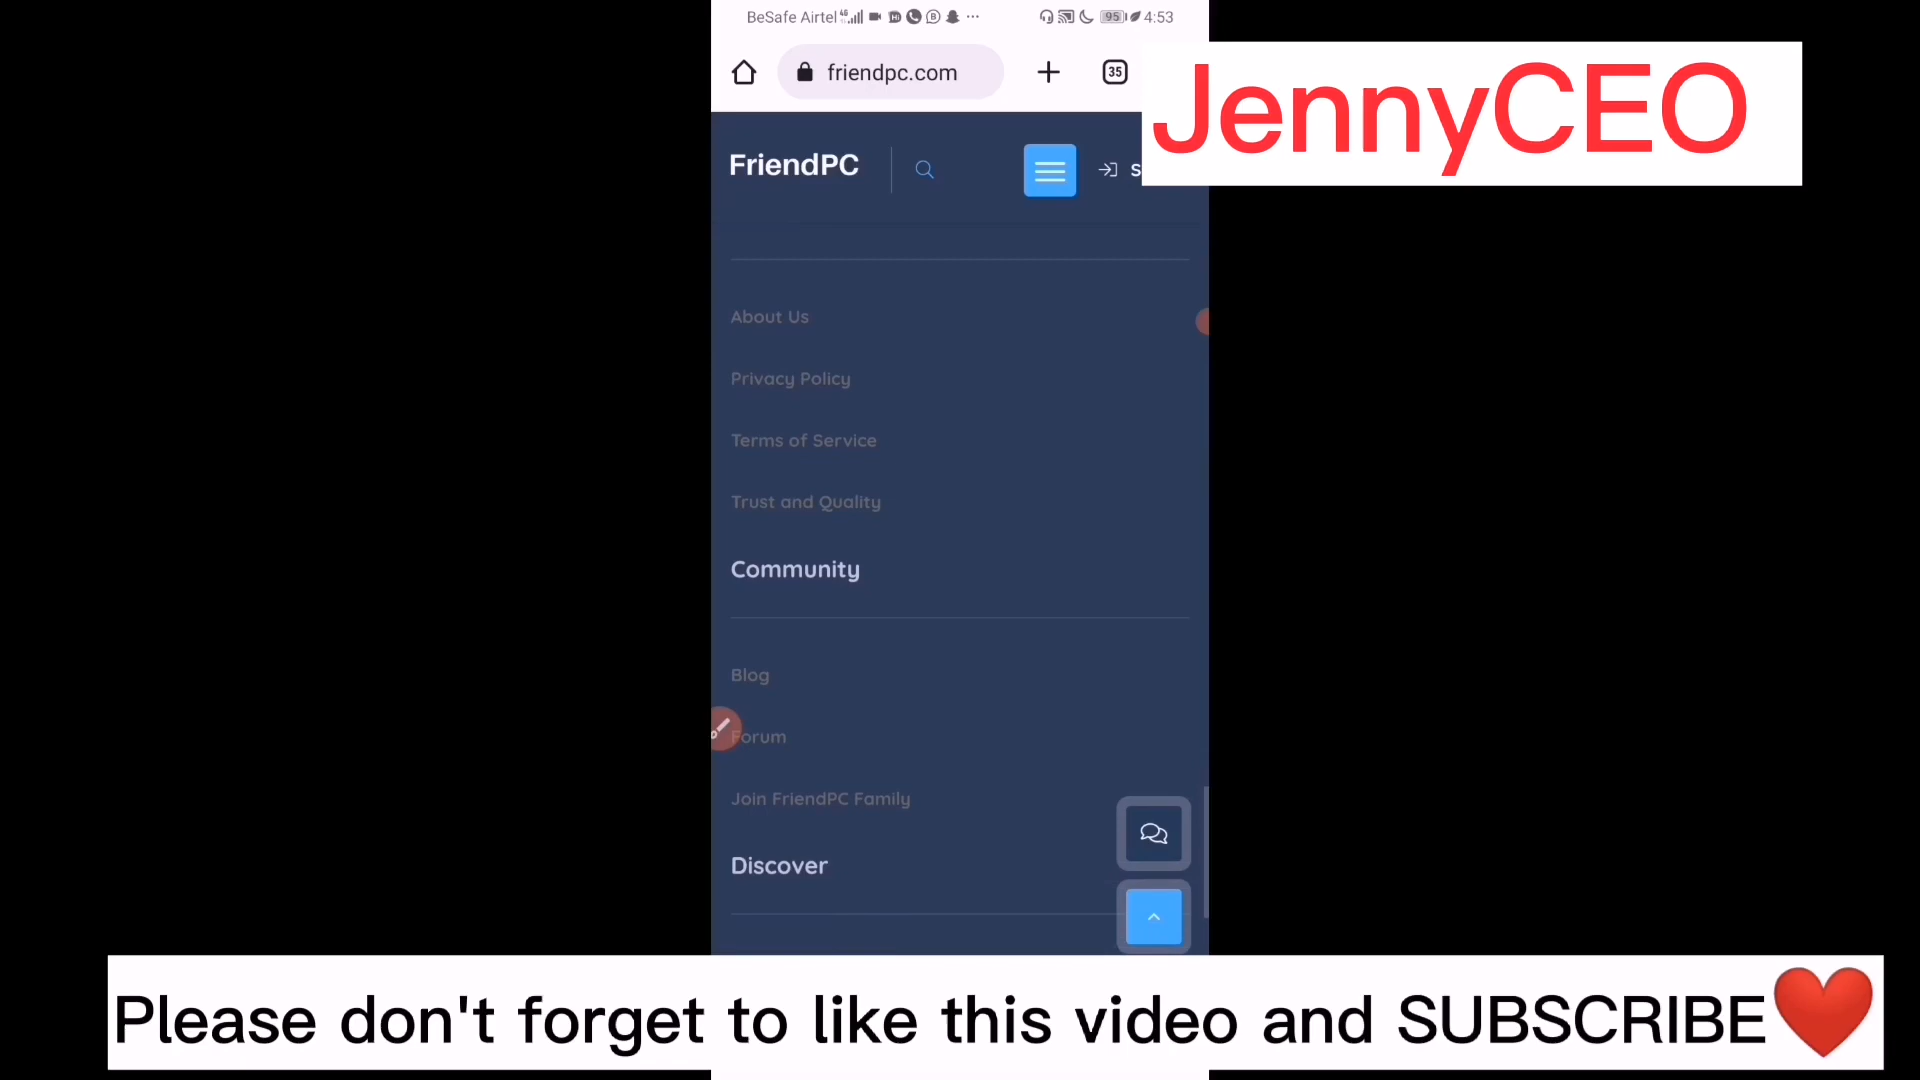 BeSafe Airtel 4G 95 4:53
friendpc.com 35
JennyCEO
FriendPC S
About Us
Privacy Policy
Terms of Service
Trust and Quality
Community
Blog
Forum
Join FriendPC Family
Discover
Please don't forget to like this video and SUBSCRIBE❤️